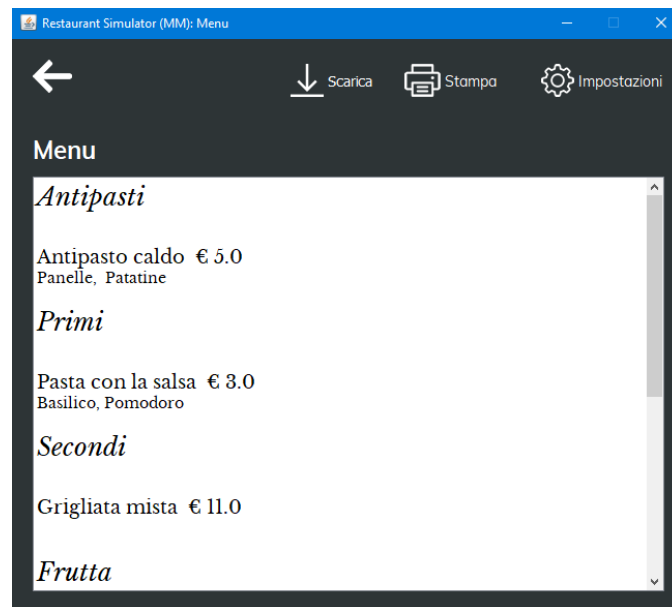 Restaurant Simulator (MM): Menu
Scarica Stampa Impostazioni
Menu
Antipasti
Antipasto caldo € 5.0
Panelle, Patatine
Primi
Pasta con la salsa € 3.0
Basilico, Pomodoro
Secondi
Grigliata mista € 11.0
Frutta